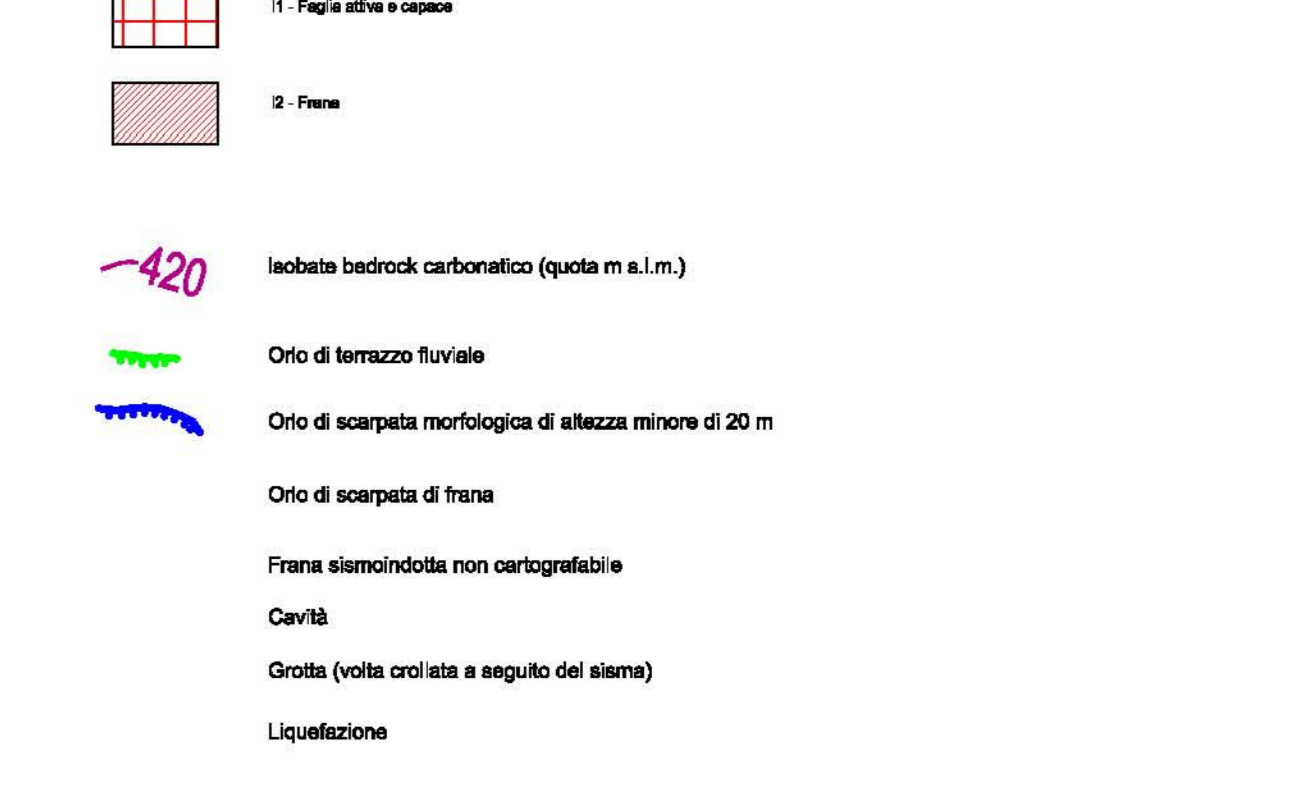 I1 - Faglia attiva e capace
I2 - Frana
420
Isobate bedrock carbonatico (quota m s.l.m.)
Orlo di terrazzo fluviale
Orlo di scarpata morfologica di altezza minore di 20 m
Orlo di scarpata di frana
Frana sismoindotta non cartografabile
Cavità
Grotta (volta crollata a seguito del sisma)
Liquefazione